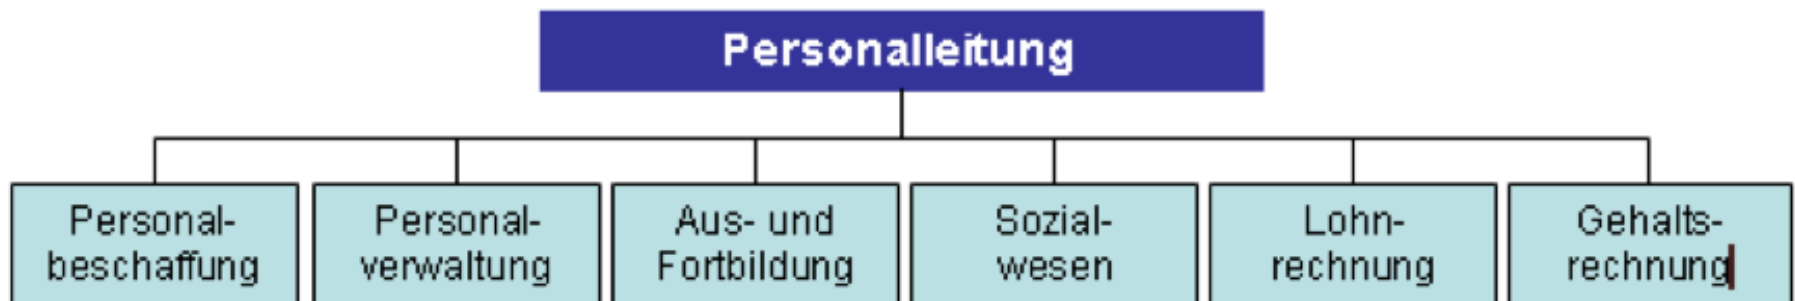 Personalleitung
Personal-
beschaffung
Personal-
verwaltung
Aus- und
Fortbildung
Sozial-
wesen
Lohn-
rechnung
Gehalts-
rechnung